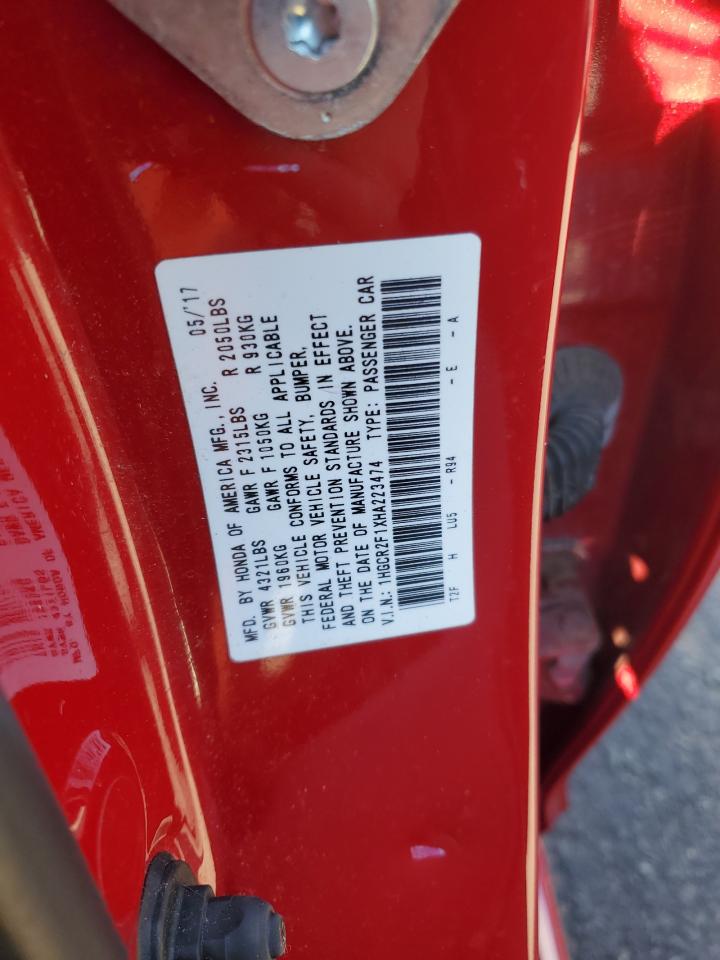 MFD. BY HONDA OF AMERICA MFG., INC. 05/'17
GVWR 4321LBS GAWR F 2315LBS R 2050LBS
GVWR 1960KG GAWR F 1050KG R 930KG
THIS VEHICLE CONFORMS TO ALL APPLICABLE
FEDERAL MOTOR VEHICLE SAFETY, BUMPER,
AND THEFT PREVENTION STANDARDS IN EFFECT
ON THE DATE OF MANUFACTURE SHOWN ABOVE.
V.I.N.: 1HGCR2F1XHA223474 TYPE: PASSENGER CAR
T2F H LU5 - R94 - E - A